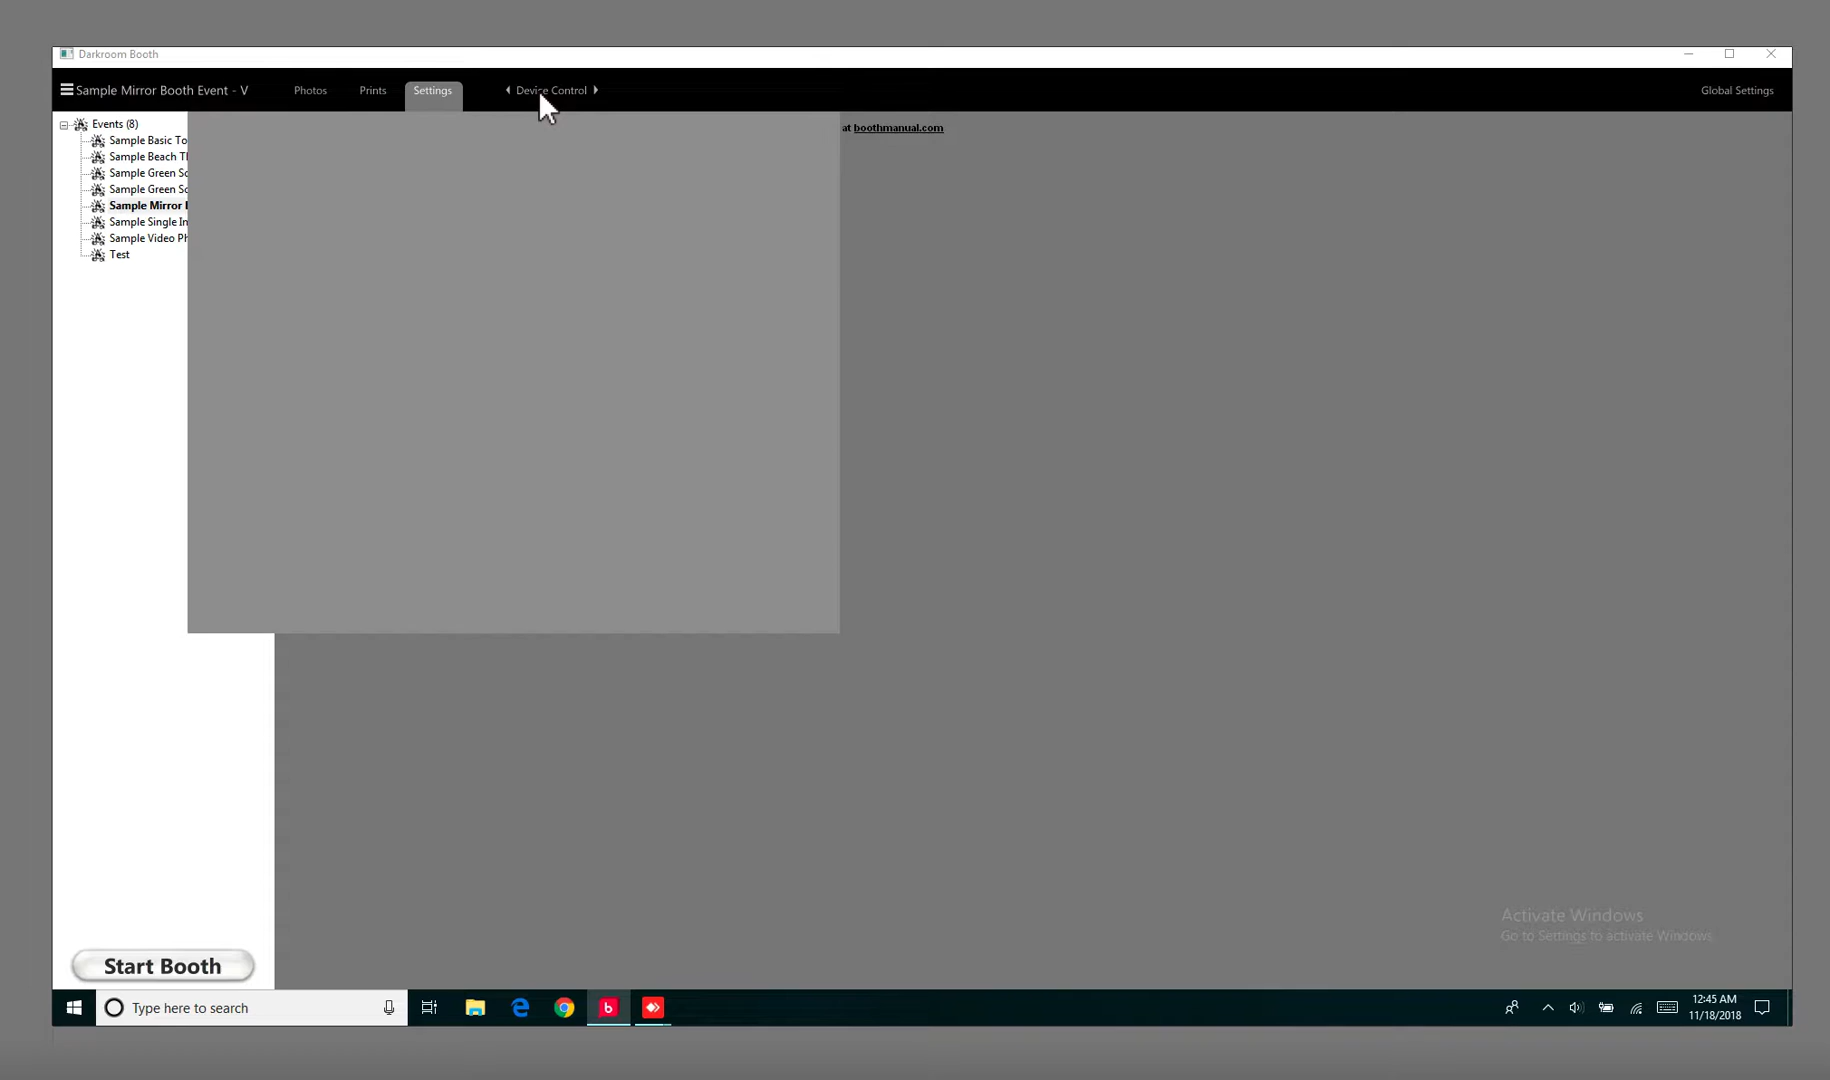 Darkroom Booth
Sample Mirror Booth Event - V
Photos
Prints
Settings
Device Control
Global Settings
Events (8)
at boothmanual.com
Sample Basic To
Sample Beach Tl
Sample Green Sc
Sample Green Sc
Sample Mirror
Sample Single In
Sample Video Ph
Test
Activate Windows
Go to Settings to activate Windows
Start Booth
Type here to search
b
12:45 AM
11/18/2018